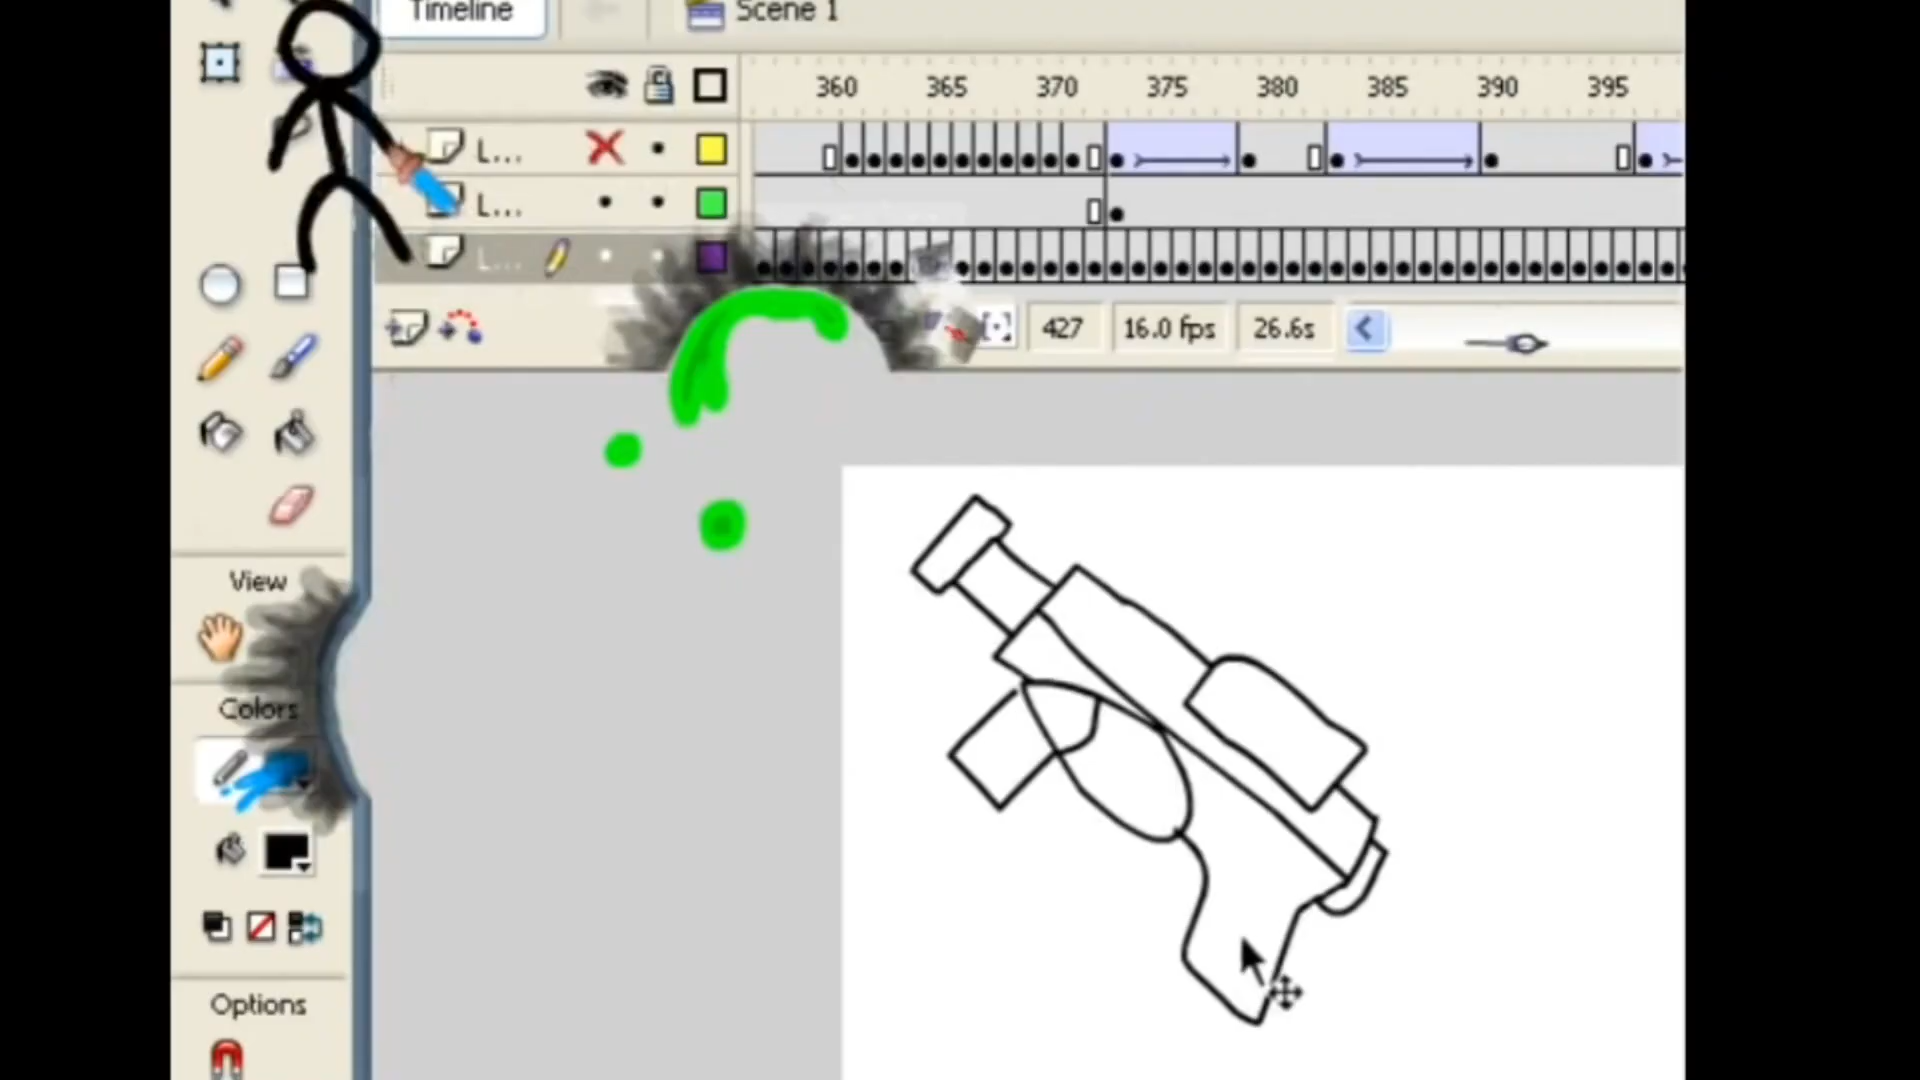 Timeline
Scene 1
360 365 370 375 380 385 390 395
L...
L...
L...
427 16.0 fps 26.6s
View
Colors
Options